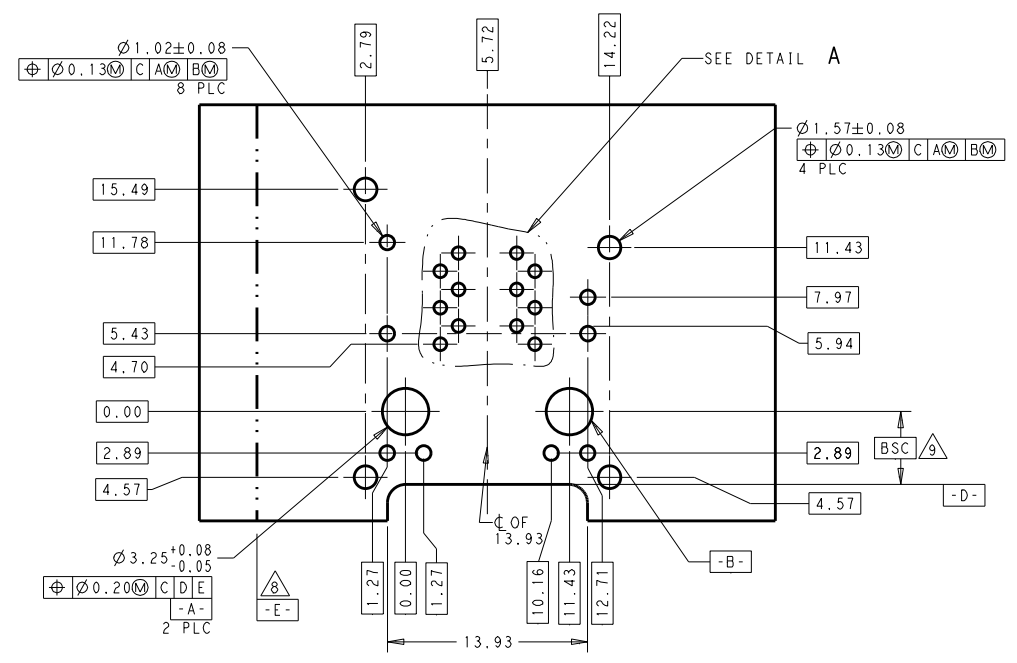 Ø1.02±0.08
⌖ Ø0.13Ⓜ C AⓂ BⓂ
8 PLC
2.79
5.72
14.22
SEE DETAIL A
Ø1.57±0.08
⌖ Ø0.13Ⓜ C AⓂ BⓂ
4 PLC
15.49
11.78
11.43
7.97
5.43
5.94
4.70
0.00
2.89
2.89
BSC 9
4.57
4.57
-D-
℄ OF
13.93
Ø3.25 +0.08
-0.05
⌖ Ø0.20Ⓜ C D E
-A-
2 PLC
8
-E-
1.27
0.00
1.27
10.16
11.43
12.71
-B-
13.93